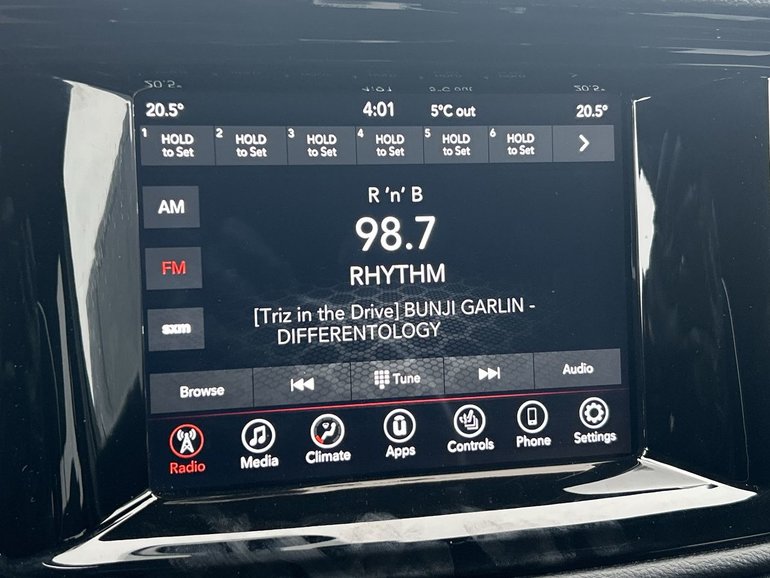 20.5° 4:01 5°C out 20.5°
1 HOLD to Set 2 HOLD to Set 3 HOLD to Set 4 HOLD to Set 5 HOLD to Set 6 HOLD to Set
AM
FM
sxm
R 'n' B
98.7
RHYTHM
[Triz in the Drive] BUNJI GARLIN -
DIFFERENTOLOGY
Browse Tune Audio
Radio Media Climate Apps Controls Phone Settings